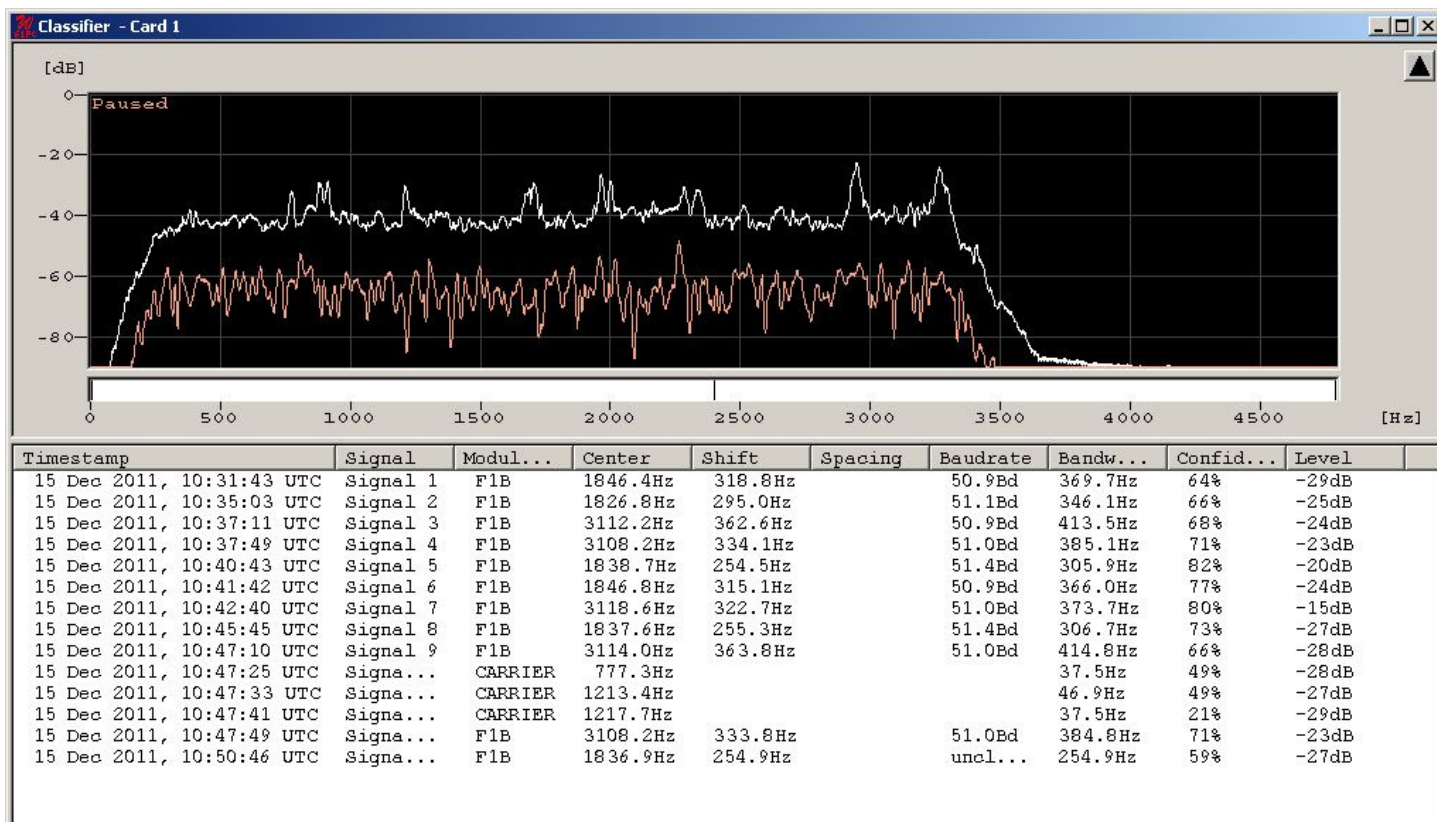 Classifier - Card 1
[dB]
0
Paused
-20
-40
-60
-80
0 500 1000 1500 2000 2500 3000 3500 4000 4500 [Hz]
Timestamp Signal Modul... Center Shift Spacing Baudrate Bandw... Confid... Level
15 Dec 2011, 10:31:43 UTC Signal 1 F1B 1846.4Hz 318.8Hz 50.9Bd 369.7Hz 64% -29dB
15 Dec 2011, 10:35:03 UTC Signal 2 F1B 1826.8Hz 295.0Hz 51.1Bd 346.1Hz 66% -25dB
15 Dec 2011, 10:37:11 UTC Signal 3 F1B 3112.2Hz 362.6Hz 50.9Bd 413.5Hz 68% -24dB
15 Dec 2011, 10:37:49 UTC Signal 4 F1B 3108.2Hz 334.1Hz 51.0Bd 385.1Hz 71% -23dB
15 Dec 2011, 10:40:43 UTC Signal 5 F1B 1838.7Hz 254.5Hz 51.4Bd 305.9Hz 82% -20dB
15 Dec 2011, 10:41:42 UTC Signal 6 F1B 1846.8Hz 315.1Hz 50.9Bd 366.0Hz 77% -24dB
15 Dec 2011, 10:42:40 UTC Signal 7 F1B 3118.6Hz 322.7Hz 51.0Bd 373.7Hz 80% -15dB
15 Dec 2011, 10:45:45 UTC Signal 8 F1B 1837.6Hz 255.3Hz 51.4Bd 306.7Hz 73% -27dB
15 Dec 2011, 10:47:10 UTC Signal 9 F1B 3114.0Hz 363.8Hz 51.0Bd 414.8Hz 66% -28dB
15 Dec 2011, 10:47:25 UTC Signa... CARRIER 777.3Hz 37.5Hz 49% -28dB
15 Dec 2011, 10:47:33 UTC Signa... CARRIER 1213.4Hz 46.9Hz 49% -27dB
15 Dec 2011, 10:47:41 UTC Signa... CARRIER 1217.7Hz 37.5Hz 21% -29dB
15 Dec 2011, 10:47:49 UTC Signa... F1B 3108.2Hz 333.8Hz 51.0Bd 384.8Hz 71% -23dB
15 Dec 2011, 10:50:46 UTC Signa... F1B 1836.9Hz 254.9Hz uncl... 254.9Hz 59% -27dB